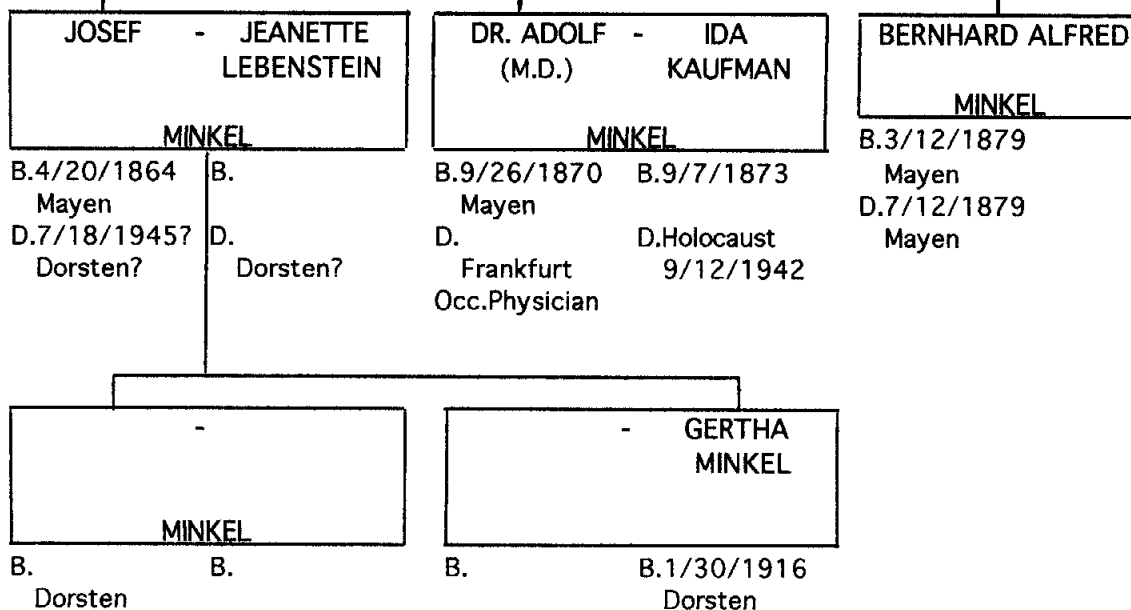 JOSEF - JEANETTE
LEBENSTEIN
MINKEL
B.4/20/1864 B.
Mayen
D.7/18/1945? D.
Dorsten? Dorsten?
DR. ADOLF - IDA
(M.D.) KAUFMAN
MINKEL
B.9/26/1870 B.9/7/1873
Mayen
D. D.Holocaust
Frankfurt 9/12/1942
Occ.Physician
BERNHARD ALFRED
MINKEL
B.3/12/1879
Mayen
D.7/12/1879
Mayen
-
MINKEL
B. B.
Dorsten
- GERTHA
MINKEL
B. B.1/30/1916
Dorsten